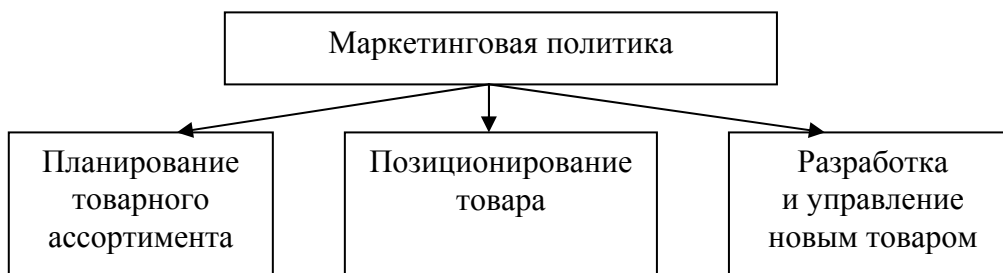 Маркетинговая политика
Планирование
товарного
ассортимента
Позиционирование
товара
Разработка
и управление
новым товаром